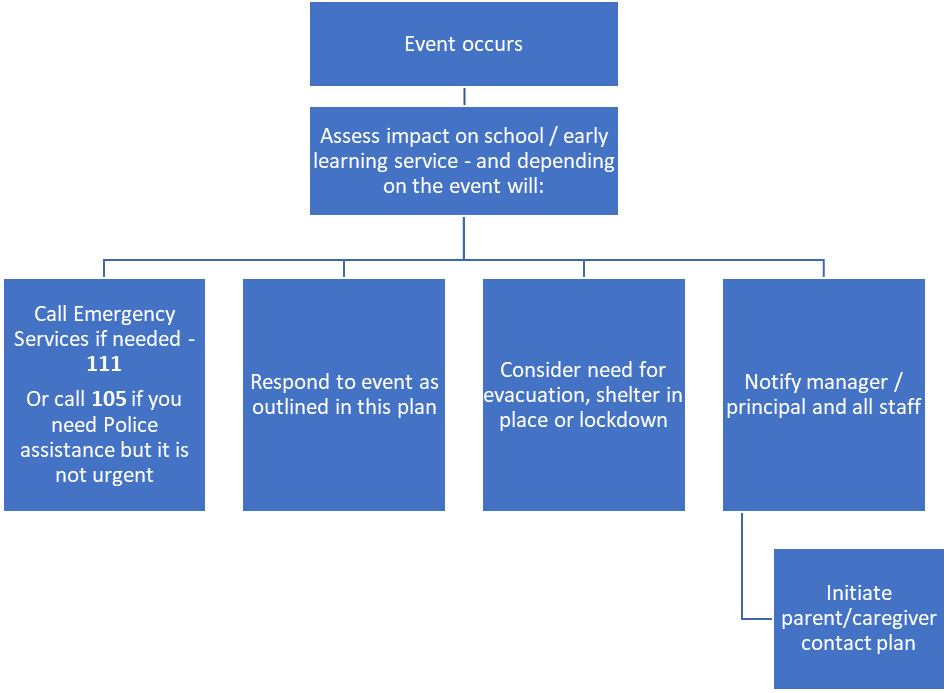 Event occurs
Assess impact on school / early
learning service - and depending
on the event will:
Call Emergency
Services if needed -
111
Or call 105 if you
need Police
assistance but it is
not urgent
Respond to event as
outlined in this plan
Consider need for
evacuation, shelter in
place or lockdown
Notify manager /
principal and all staff
Initiate
parent/caregiver
contact plan